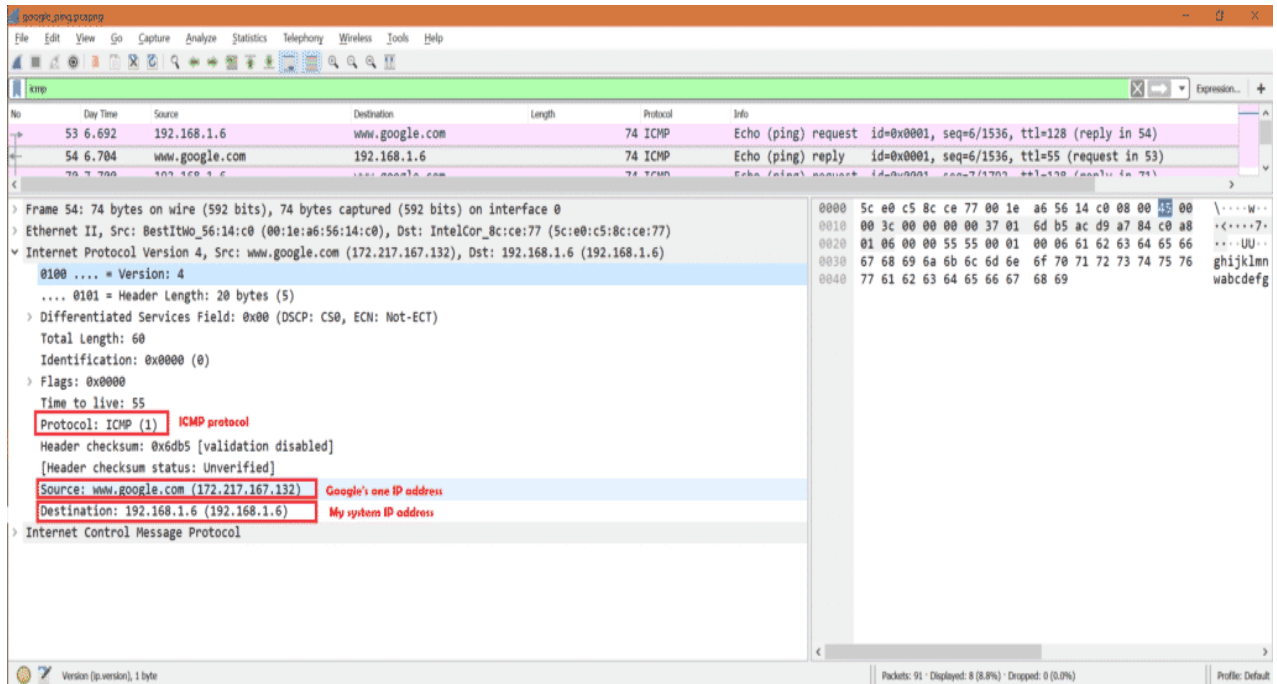 google_ping.pcapng
File Edit View Go Capture Analyze Statistics Telephony Wireless Tools Help
icmp Expression... +
No Day Time Source Destination Length Protocol Info
53 6.692 192.168.1.6 www.google.com 74 ICMP Echo (ping) request id=0x0001, seq=6/1536, ttl=128 (reply in 54)
54 6.704 www.google.com 192.168.1.6 74 ICMP Echo (ping) reply id=0x0001, seq=6/1536, ttl=55 (request in 53)
Frame 54: 74 bytes on wire (592 bits), 74 bytes captured (592 bits) on interface 0
Ethernet II, Src: BestItWo_56:14:c0 (00:1e:a6:56:14:c0), Dst: IntelCor_8c:ce:77 (5c:e0:c5:8c:ce:77)
Internet Protocol Version 4, Src: www.google.com (172.217.167.132), Dst: 192.168.1.6 (192.168.1.6)
0100 .... = Version: 4
.... 0101 = Header Length: 20 bytes (5)
Differentiated Services Field: 0x00 (DSCP: CS0, ECN: Not-ECT)
Total Length: 60
Identification: 0x0000 (0)
Flags: 0x0000
Time to live: 55
Protocol: ICMP (1) ICMP protocol
Header checksum: 0x6db5 [validation disabled]
[Header checksum status: Unverified]
Source: www.google.com (172.217.167.132) Google's one IP address
Destination: 192.168.1.6 (192.168.1.6) My system IP address
Internet Control Message Protocol
0000 5c e0 c5 8c ce 77 00 1e a6 56 14 c0 08 00 45 00 \····w··
0010 00 3c 00 00 00 00 37 01 6d b5 ac d9 a7 84 c0 a8 ·<····7·
0020 01 06 00 00 55 55 00 01 00 06 61 62 63 64 65 66 ····UU··
0030 67 68 69 6a 6b 6c 6d 6e 6f 70 71 72 73 74 75 76 ghijklmn
0040 77 61 62 63 64 65 66 67 68 69 wabcdefg
Version (ip.version), 1 byte Packets: 91 · Displayed: 8 (8.8%) · Dropped: 0 (0.0%) Profile: Default